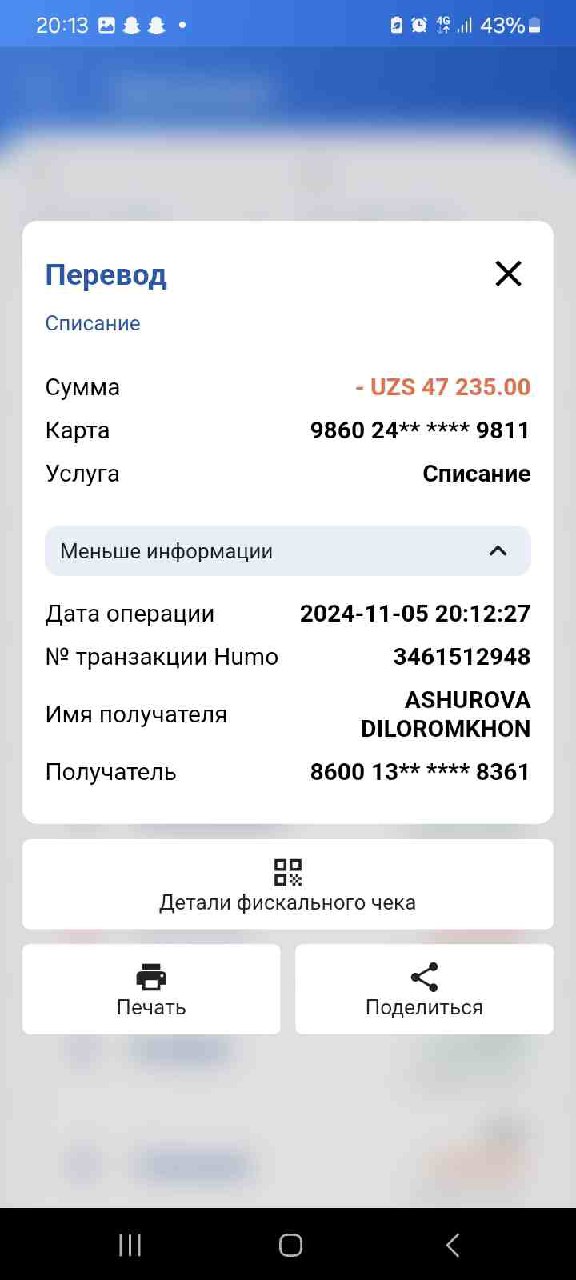 20:13
4G 43%
Перевод
Списание
Сумма - UZS 47 235.00
Карта 9860 24** **** 9811
Услуга Списание
Меньше информации
Дата операции 2024-11-05 20:12:27
№ транзакции Humo 3461512948
Имя получателя ASHUROVA
DILOROMKHON
Получатель 8600 13** **** 8361
Детали фискального чека
Печать
Поделиться